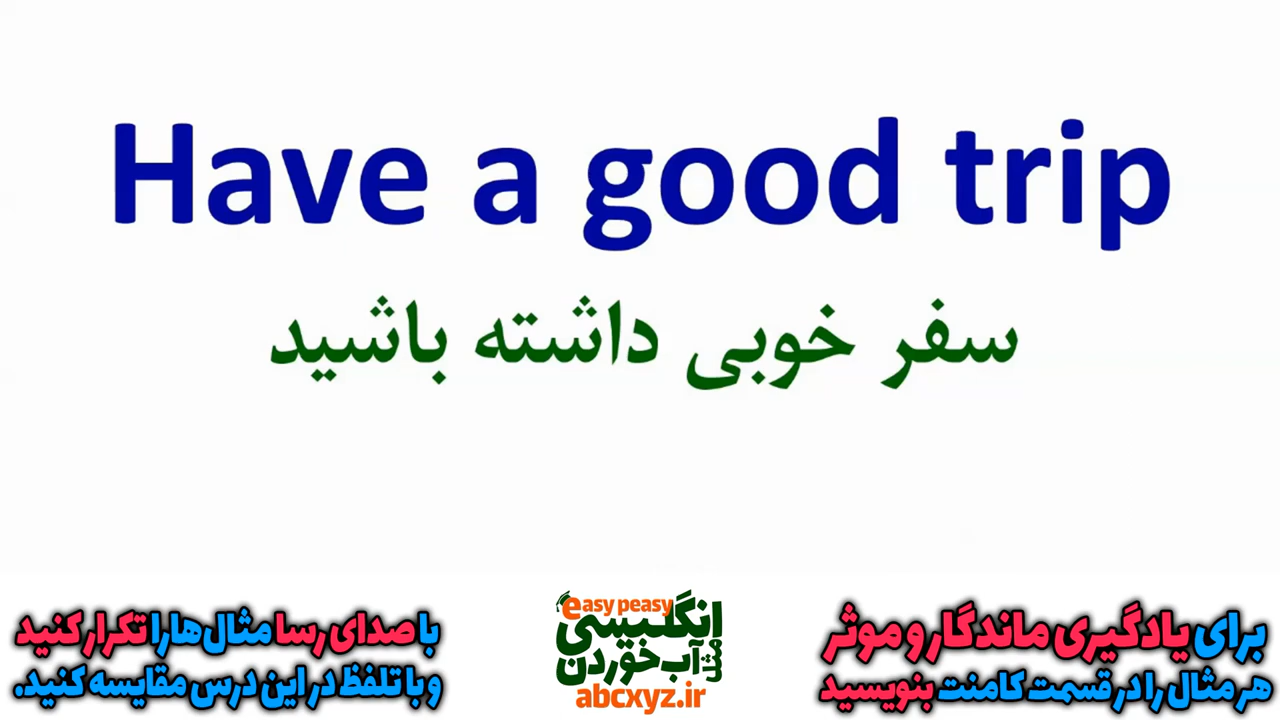 Have a good trip
سفر خوبی داشته باشید
برای یادگیری ماندگار و موثر
هر مثال را در قسمت کامنت بنویسید
easy peasy
انگلیسی
مثل
آب خوردن
abcxyz.ir
با صدای رسا مثال‌ها را تکرار کنید
و با تلفظ در این درس مقایسه کنید.